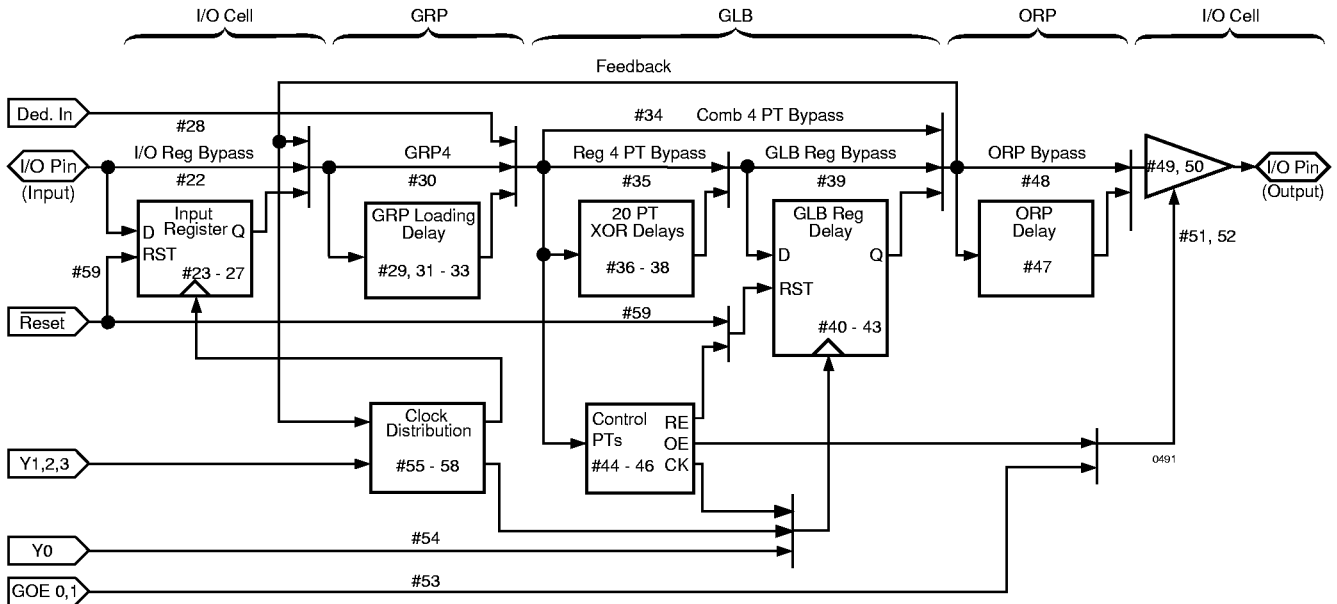 I/O Cell
GRP
GLB
ORP
I/O Cell
Feedback
Ded. In
#28
#34 Comb 4 PT Bypass
I/O Pin
(Input)
I/O Reg Bypass
#22
GRP4
#30
Reg 4 PT Bypass
#35
GLB Reg Bypass
#39
ORP Bypass
#48
#49, 50
I/O Pin
(Output)
#51, 52
Input
Register
D
Q
RST
#23 - 27
#59
GRP Loading
Delay
#29, 31 - 33
20 PT
XOR Delays
#36 - 38
GLB Reg
Delay
D
Q
RST
#40 - 43
ORP
Delay
#47
Reset
#59
Clock
Distribution
#55 - 58
Control
PTs
#44 - 46
RE
OE
CK
0491
Y1,2,3
Y0
#54
GOE 0,1
#53